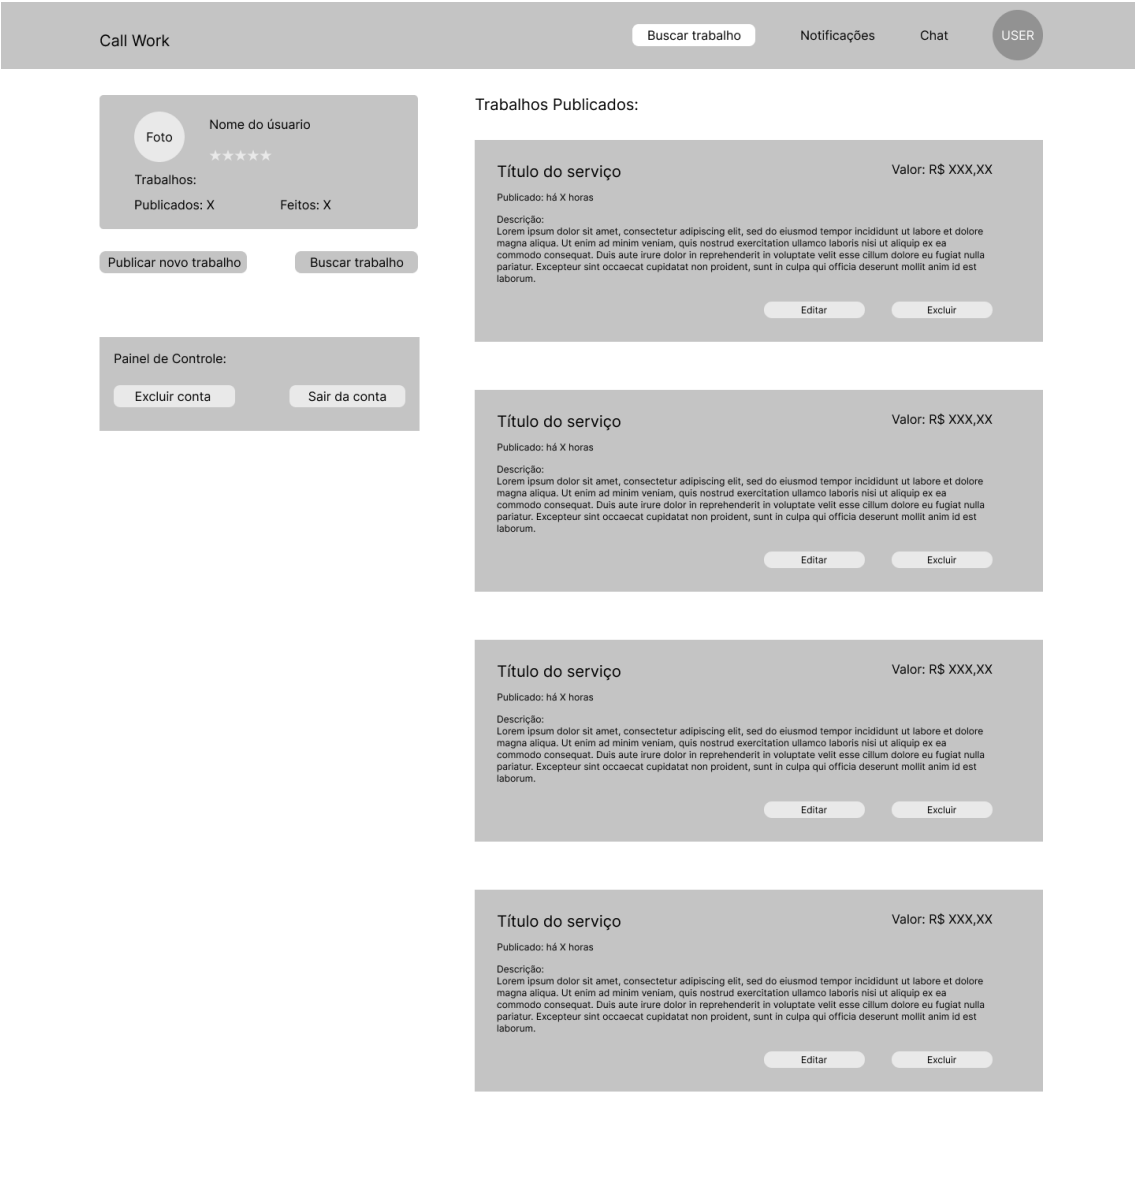 Call Work
Buscar trabalho
Notificações
Chat
USER
Foto
Nome do úsuario
★★★★★
Trabalhos:
Publicados: X
Feitos: X
Publicar novo trabalho
Buscar trabalho
Painel de Controle:
Excluir conta
Sair da conta
Trabalhos Publicados:
Título do serviço
Valor: R$ XXX,XX
Publicado: há X horas
Descrição:
Lorem ipsum dolor sit amet, consectetur adipiscing elit, sed do eiusmod tempor incididunt ut labore et dolore
magna aliqua. Ut enim ad minim veniam, quis nostrud exercitation ullamco laboris nisi ut aliquip ex ea
commodo consequat. Duis aute irure dolor in reprehenderit in voluptate velit esse cillum dolore eu fugiat nulla
pariatur. Excepteur sint occaecat cupidatat non proident, sunt in culpa qui officia deserunt mollit anim id est
laborum.
Editar
Excluir
Título do serviço
Valor: R$ XXX,XX
Publicado: há X horas
Descrição:
Lorem ipsum dolor sit amet, consectetur adipiscing elit, sed do eiusmod tempor incididunt ut labore et dolore
magna aliqua. Ut enim ad minim veniam, quis nostrud exercitation ullamco laboris nisi ut aliquip ex ea
commodo consequat. Duis aute irure dolor in reprehenderit in voluptate velit esse cillum dolore eu fugiat nulla
pariatur. Excepteur sint occaecat cupidatat non proident, sunt in culpa qui officia deserunt mollit anim id est
laborum.
Editar
Excluir
Título do serviço
Valor: R$ XXX,XX
Publicado: há X horas
Descrição:
Lorem ipsum dolor sit amet, consectetur adipiscing elit, sed do eiusmod tempor incididunt ut labore et dolore
magna aliqua. Ut enim ad minim veniam, quis nostrud exercitation ullamco laboris nisi ut aliquip ex ea
commodo consequat. Duis aute irure dolor in reprehenderit in voluptate velit esse cillum dolore eu fugiat nulla
pariatur. Excepteur sint occaecat cupidatat non proident, sunt in culpa qui officia deserunt mollit anim id est
laborum.
Editar
Excluir
Título do serviço
Valor: R$ XXX,XX
Publicado: há X horas
Descrição:
Lorem ipsum dolor sit amet, consectetur adipiscing elit, sed do eiusmod tempor incididunt ut labore et dolore
magna aliqua. Ut enim ad minim veniam, quis nostrud exercitation ullamco laboris nisi ut aliquip ex ea
commodo consequat. Duis aute irure dolor in reprehenderit in voluptate velit esse cillum dolore eu fugiat nulla
pariatur. Excepteur sint occaecat cupidatat non proident, sunt in culpa qui officia deserunt mollit anim id est
laborum.
Editar
Excluir